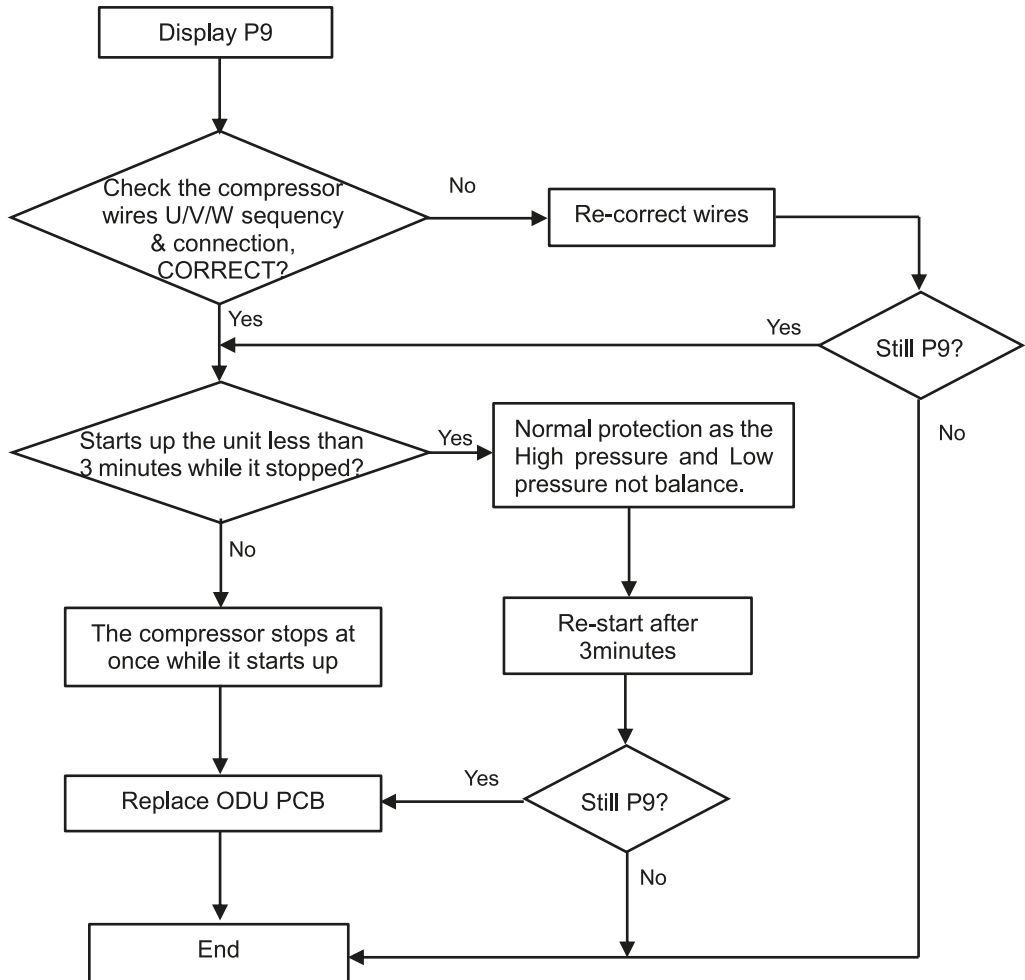 Display P9
Check the compressor
wires U/V/W sequency
& connection,
CORRECT?
No
Re-correct wires
Yes
Yes
Still P9?
No
Starts up the unit less than
3 minutes while it stopped?
Yes
Normal protection as the
High pressure and Low
pressure not balance.
No
The compressor stops at
once while it starts up
Re-start after
3minutes
Replace ODU PCB
Yes
Still P9?
No
End